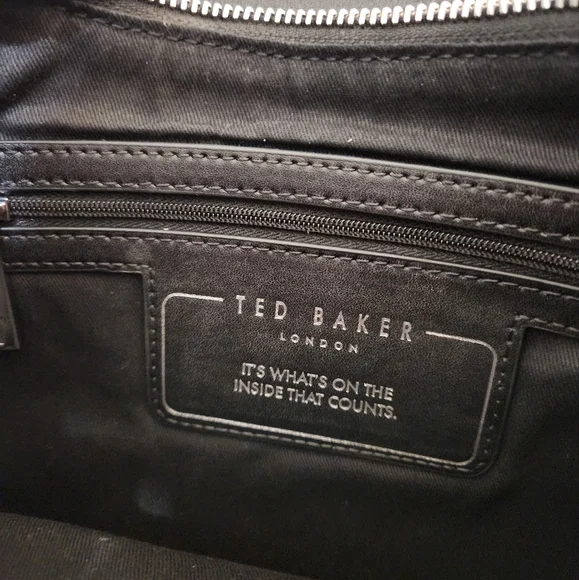 TED BAKER
LONDON
IT'S WHAT'S ON THE
INSIDE THAT COUNTS.